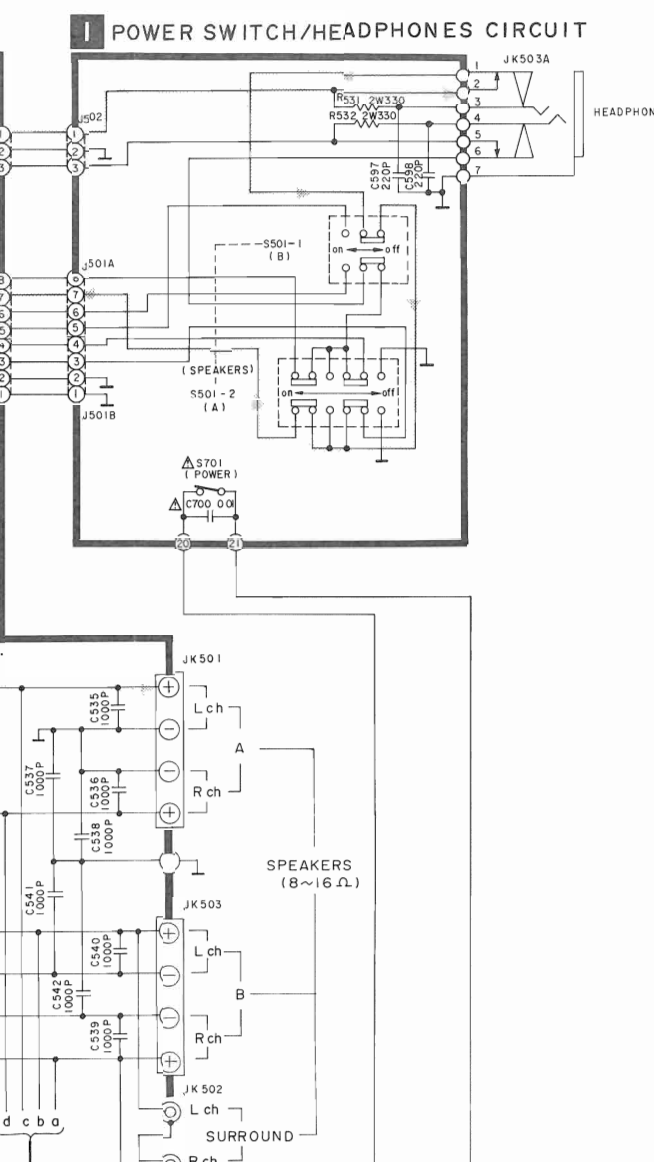 I POWER SWITCH/HEADPHONES CIRCUIT
JK503A
1
2
3
4
5
6
7
HEADPHON
J502
1
2
3
R531 2W330
R532 2W330
C597
220P
C598
220P
S501-1
(B)
on off
J501A
8
7
6
5
4
3
2
1
J501B
(SPEAKERS)
S501-2
(A)
on off
S701
(POWER)
C700 0.01
20
21
JK501
+
C535
1000P
L ch
−
C537
1000P
A
−
C536
1000P
R ch
+
C538
1000P
SPEAKERS
(8~16Ω)
C541
1000P
JK503
+
C540
1000P
L ch
−
C542
1000P
B
−
C539
1000P
R ch
+
JK502
L ch
d c b a
SURROUND
R ch